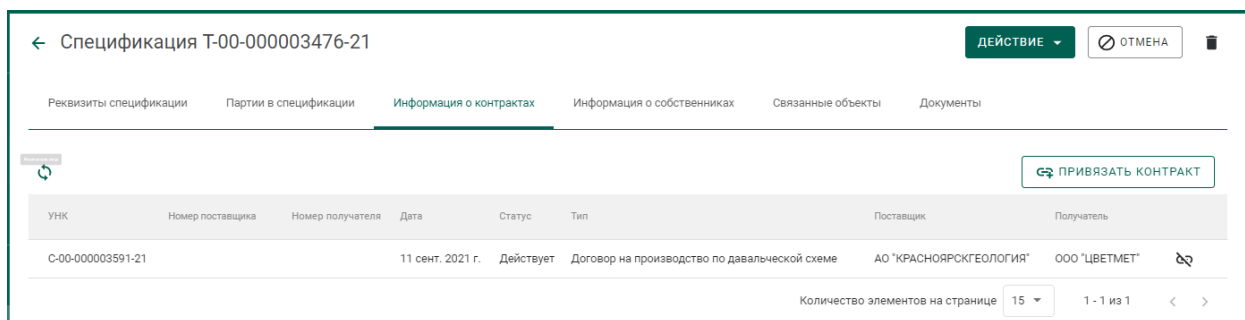 Спецификация Т-00-000003476-21
ДЕЙСТВИЕ
ОТМЕНА
Реквизиты спецификации Партии в спецификации Информация о контрактах Информация о собственниках Связанные объекты Документы
ПРИВЯЗАТЬ КОНТРАКТ
УНК Номер поставщика Номер получателя Дата Статус Тип Поставщик Получатель
С-00-000003591-21 11 сент. 2021 г. Действует Договор на производство по давальческой схеме АО "КРАСНОЯРСКГЕОЛОГИЯ" ООО "ЦВЕТМЕТ"
Количество элементов на странице 15 1 - 1 из 1